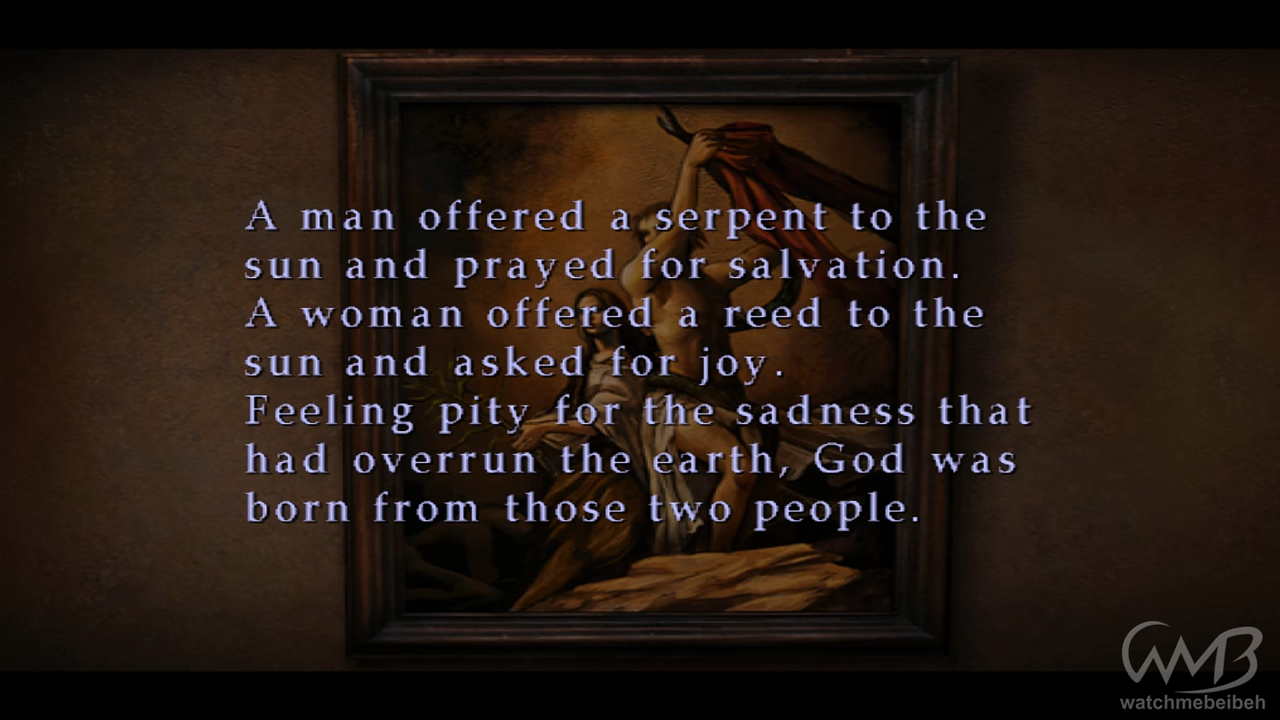 A man offered a serpent to the
sun and prayed for salvation.
A woman offered a reed to the
sun and asked for joy.
Feeling pity for the sadness that
had overrun the earth, God was
born from those two people.
WMB
watchmebeibeh